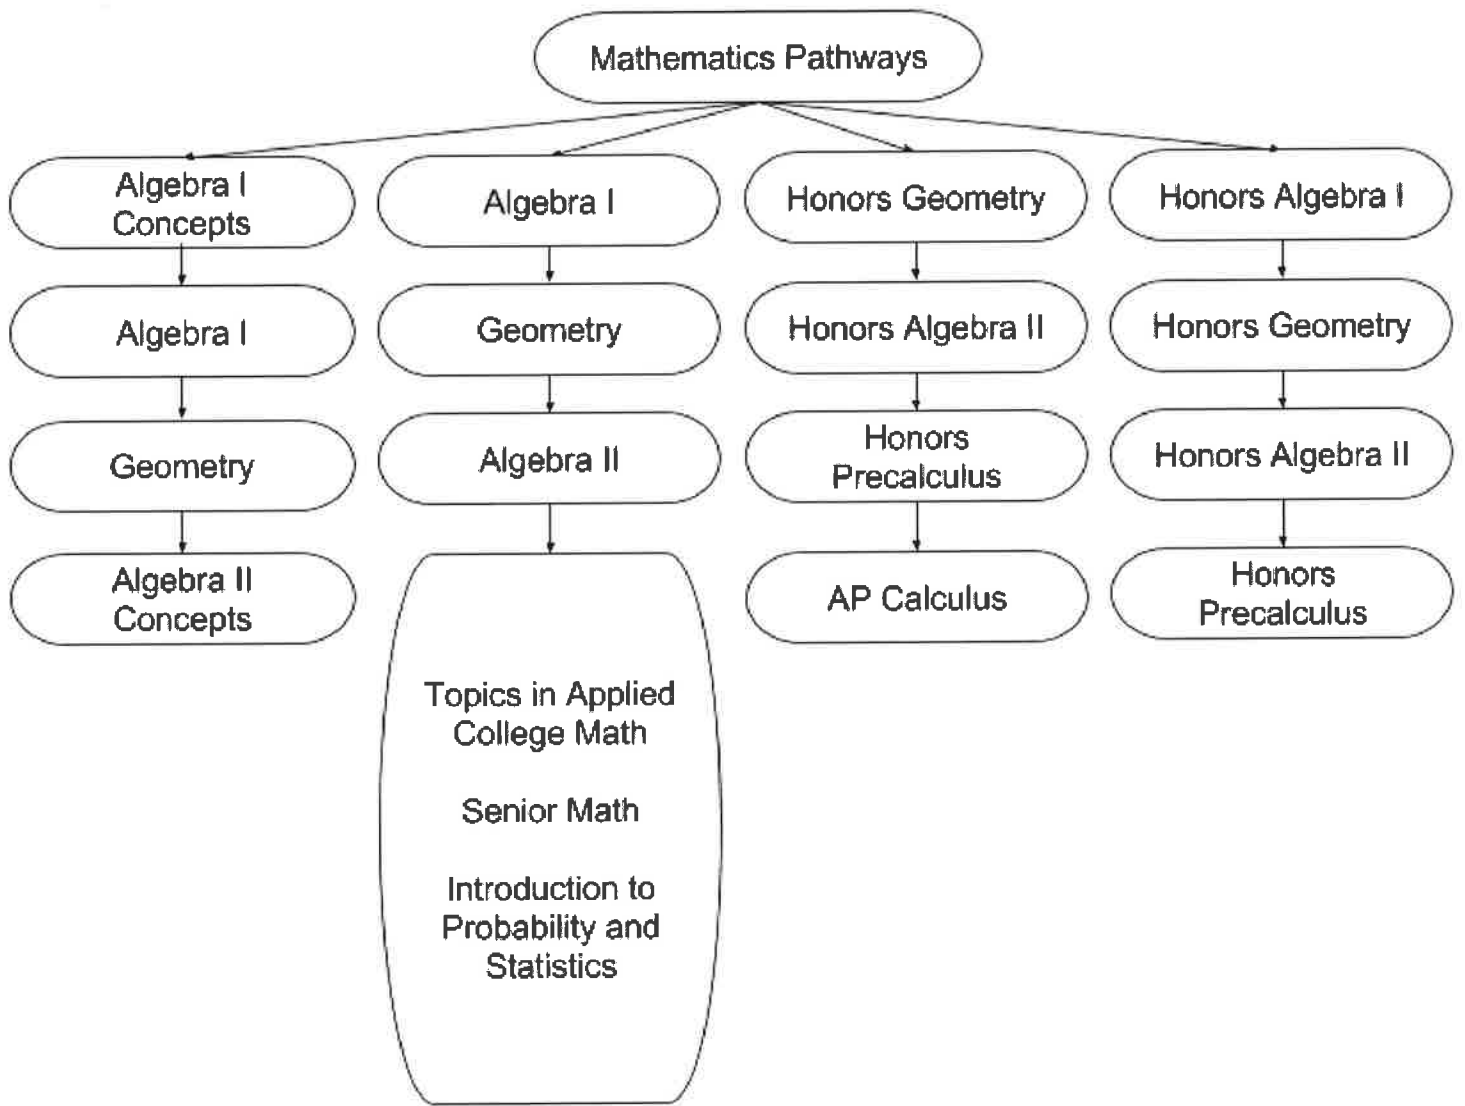 Mathematics Pathways
Algebra I
Concepts
Algebra I
Honors Geometry
Honors Algebra I
Algebra I
Geometry
Honors Algebra II
Honors Geometry
Geometry
Algebra II
Honors
Precalculus
Honors Algebra II
Algebra II
Concepts
Topics in Applied
College Math
Senior Math
Introduction to
Probability and
Statistics
AP Calculus
Honors
Precalculus